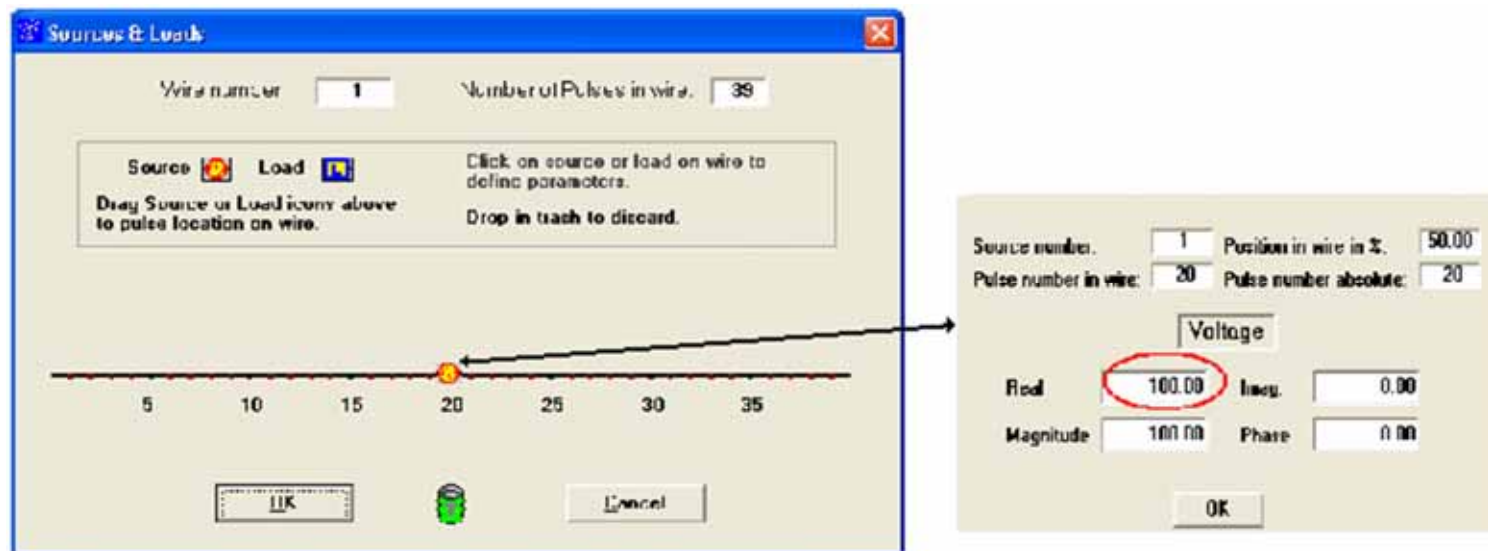 Sources & Loads
Wire number 1 Number of Pulses in wire. 39
Source Load
Click on source or load on wire to
define parameters.
Drag Source or Load icons above
to pulse location on wire.
Drop in trash to discard.
5 10 15 20 25 30 35
OK Cancel
Source number. 1 Position in wire in %. 50.00
Pulse number in wire: 20 Pulse number absolute: 20
Voltage
Real 100.00 Imag. 0.00
Magnitude 100.00 Phase 0.00
OK